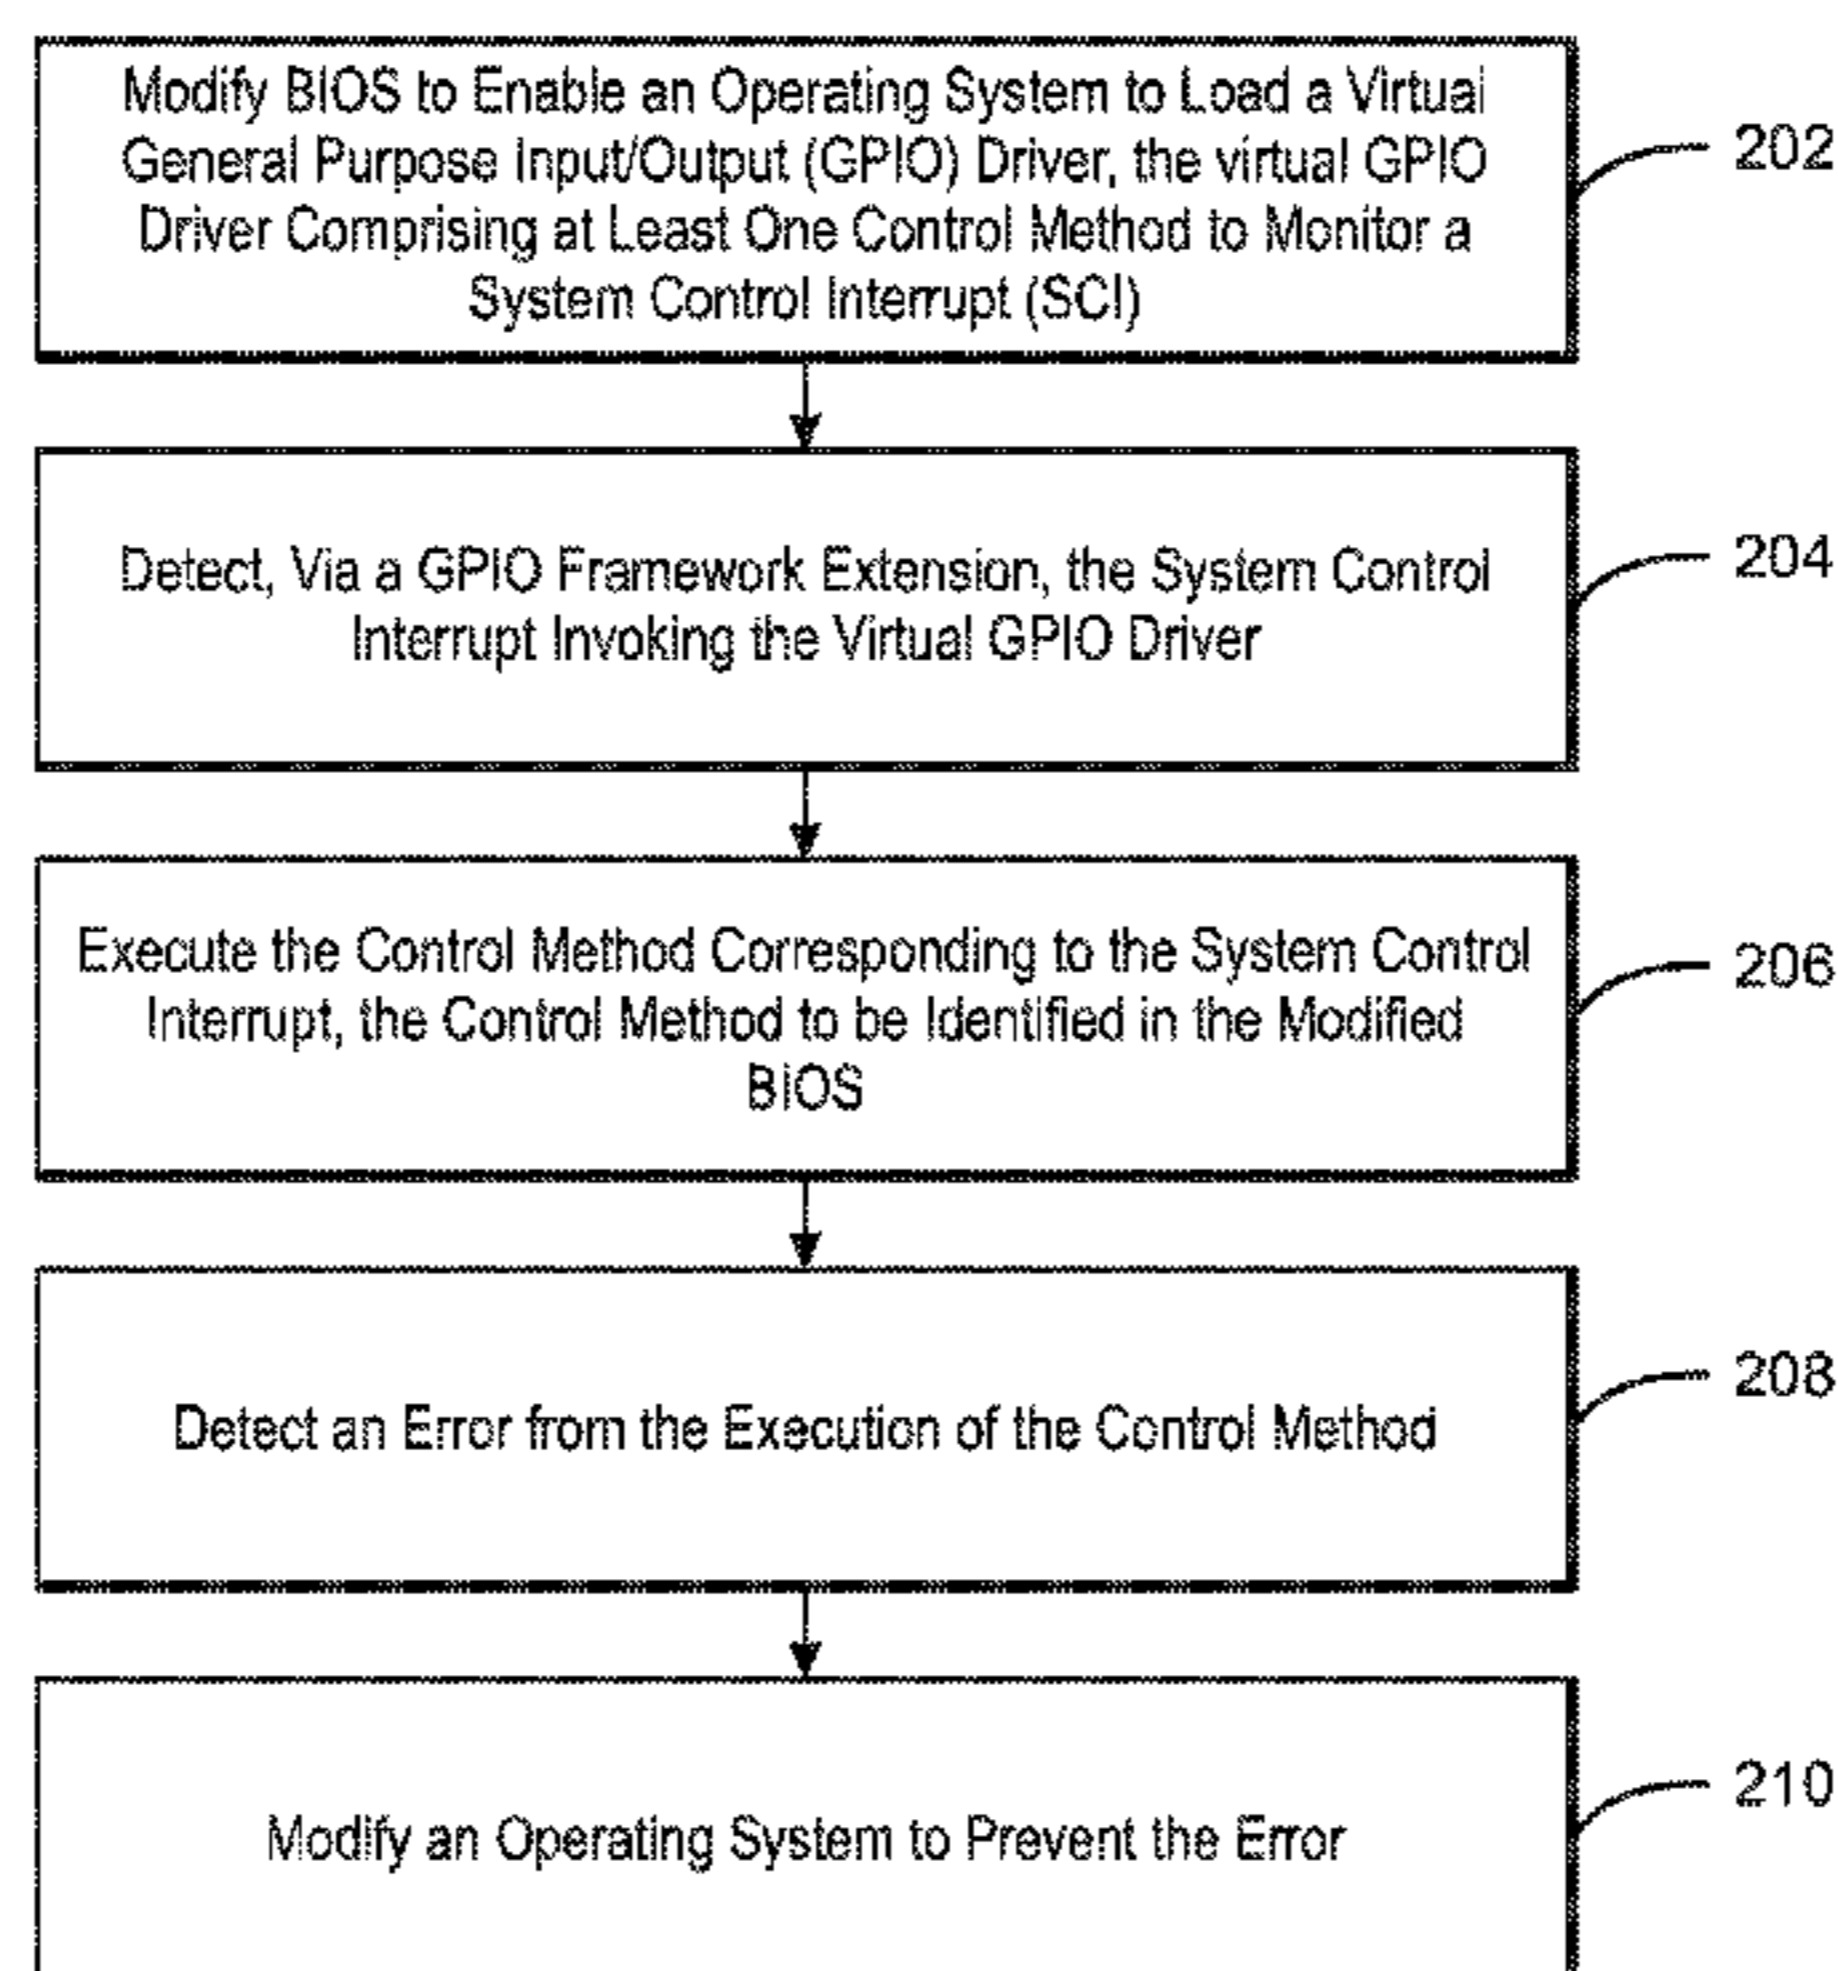 Modify BIOS to Enable an Operating System to Load a Virtual
General Purpose Input/Output (GPIO) Driver, the virtual GPIO
Driver Comprising at Least One Control Method to Monitor a
System Control Interrupt (SCI)
202
Detect, Via a GPIO Framework Extension, the System Control
Interrupt Invoking the Virtual GPIO Driver
204
Execute the Control Method Corresponding to the System Control
Interrupt, the Control Method to be Identified in the Modified
BIOS
206
Detect an Error from the Execution of the Control Method
208
Modify an Operating System to Prevent the Error
210